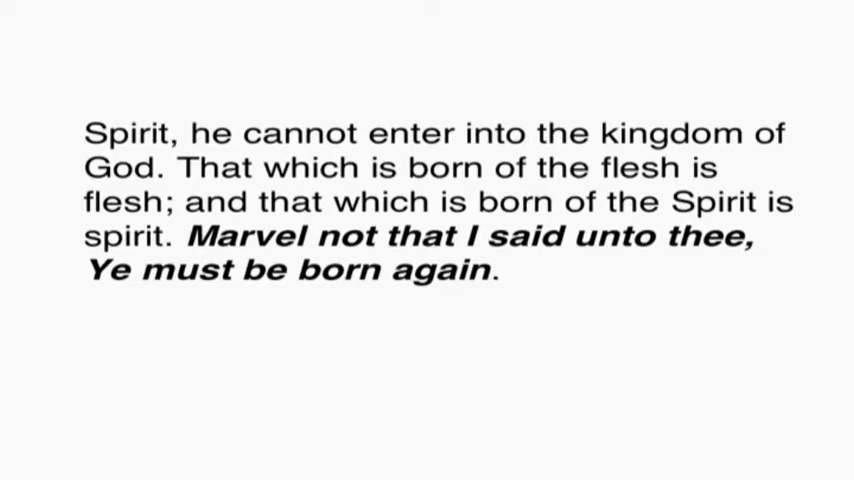 Spirit, he cannot enter into the kingdom of
God. That which is born of the flesh is
flesh; and that which is born of the Spirit is
spirit. Marvel not that I said unto thee,
Ye must be born again.